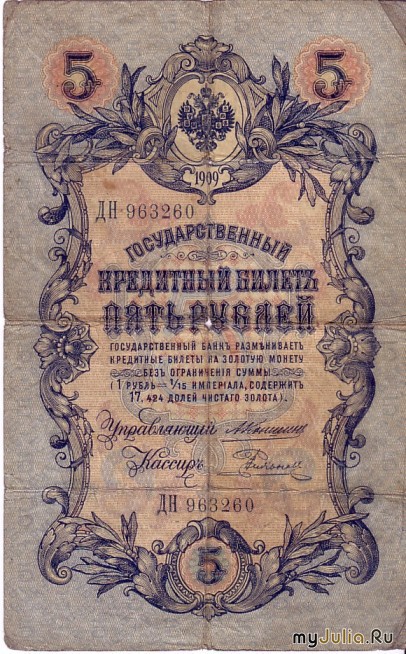 5 5
1909
ДН 963260
ГОСУДАРСТВЕННЫЙ
КРЕДИТНЫЙ БИЛЕТЪ
ПЯТЬ РУБЛЕЙ
ГОСУДАРСТВЕННЫЙ БАНКЪ РАЗМѢНИВАЕТЪ
КРЕДИТНЫЕ БИЛЕТЫ НА ЗОЛОТУЮ МОНЕТУ
БЕЗЪ ОГРАНИЧЕНІЯ СУММЫ
(1 РУБЛЬ = 1/15 ИМПЕРІАЛА, СОДЕРЖИТЪ
17,424 ДОЛЕЙ ЧИСТАГО ЗОЛОТА).
Управляющій
Кассиръ
ДН 963260
5
myJulia.Ru